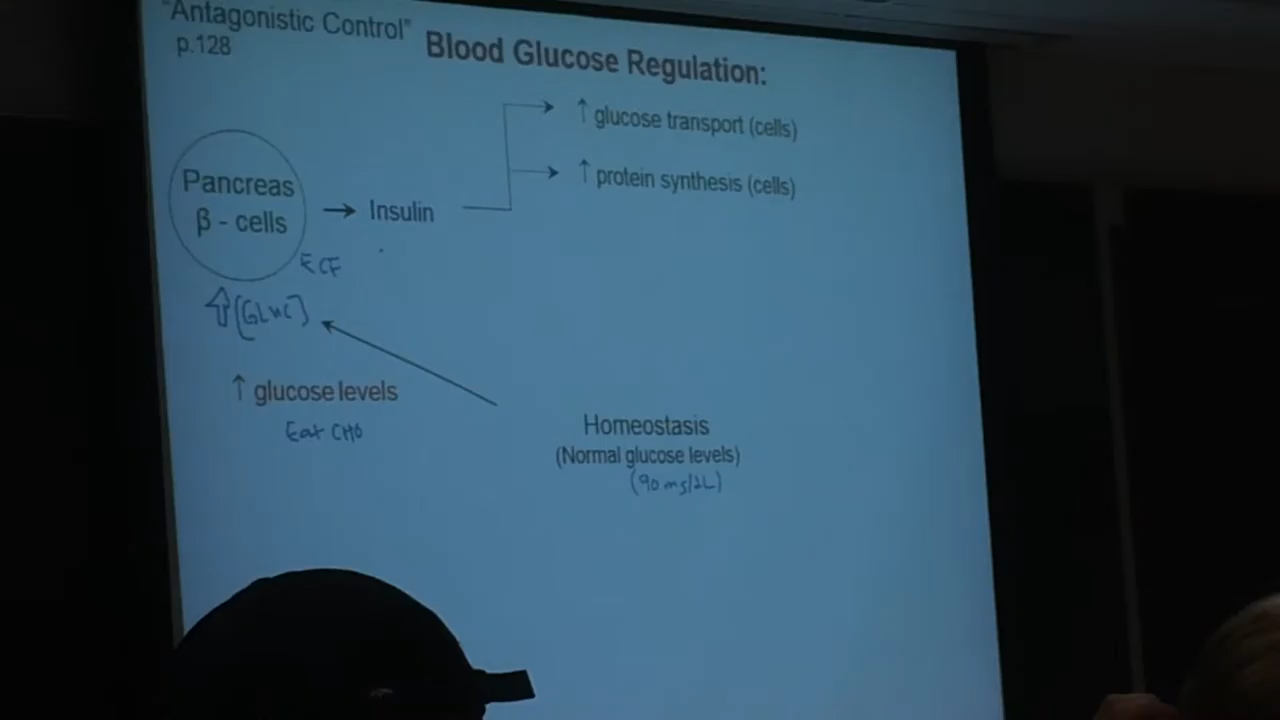 "Antagonistic Control"
p.128
Blood Glucose Regulation:
↑ glucose transport (cells)
↑ protein synthesis (cells)
Pancreas
β - cells
→ Insulin
ECF
⇧ [GLUC]
↑ glucose levels
Eat CHO
Homeostasis
(Normal glucose levels)
(90 mg/dL)